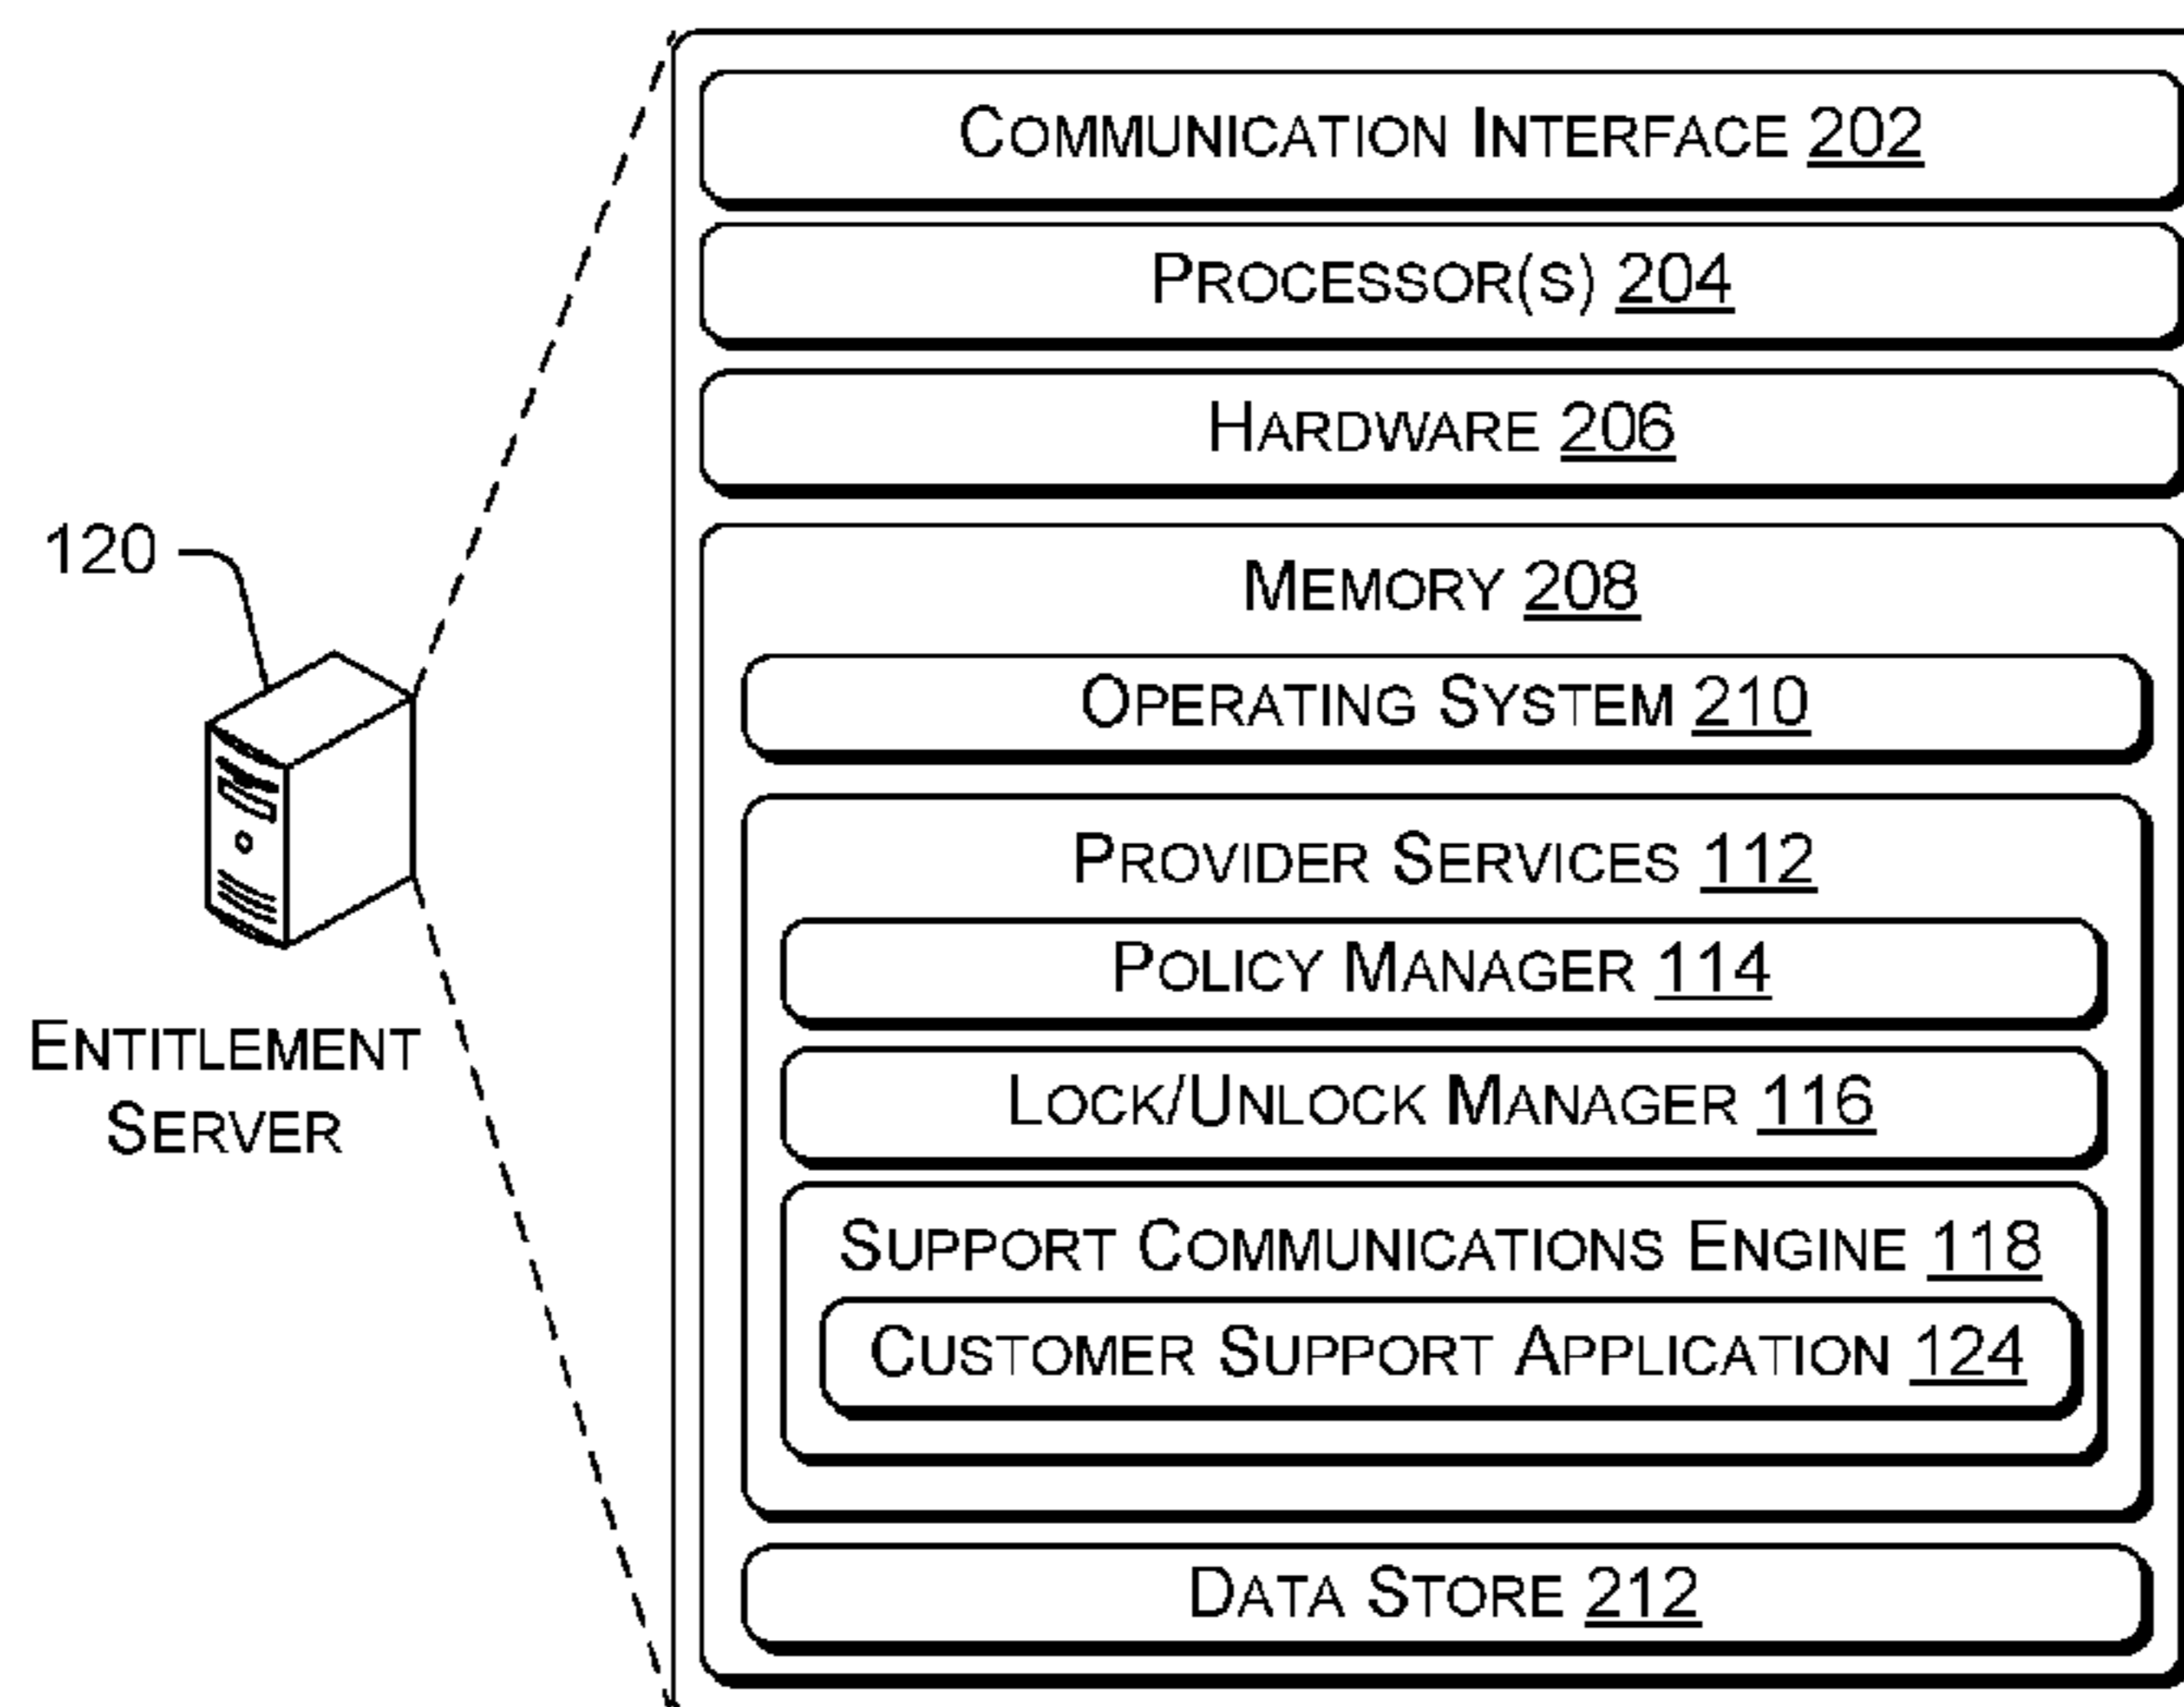 COMMUNICATION INTERFACE 202
PROCESSOR(S) 204
HARDWARE 206
120
MEMORY 208
OPERATING SYSTEM 210
PROVIDER SERVICES 112
POLICY MANAGER 114
ENTITLEMENT
SERVER
LOCK/UNLOCK MANAGER 116
SUPPORT COMMUNICATIONS ENGINE 118
CUSTOMER SUPPORT APPLICATION 124
DATA STORE 212